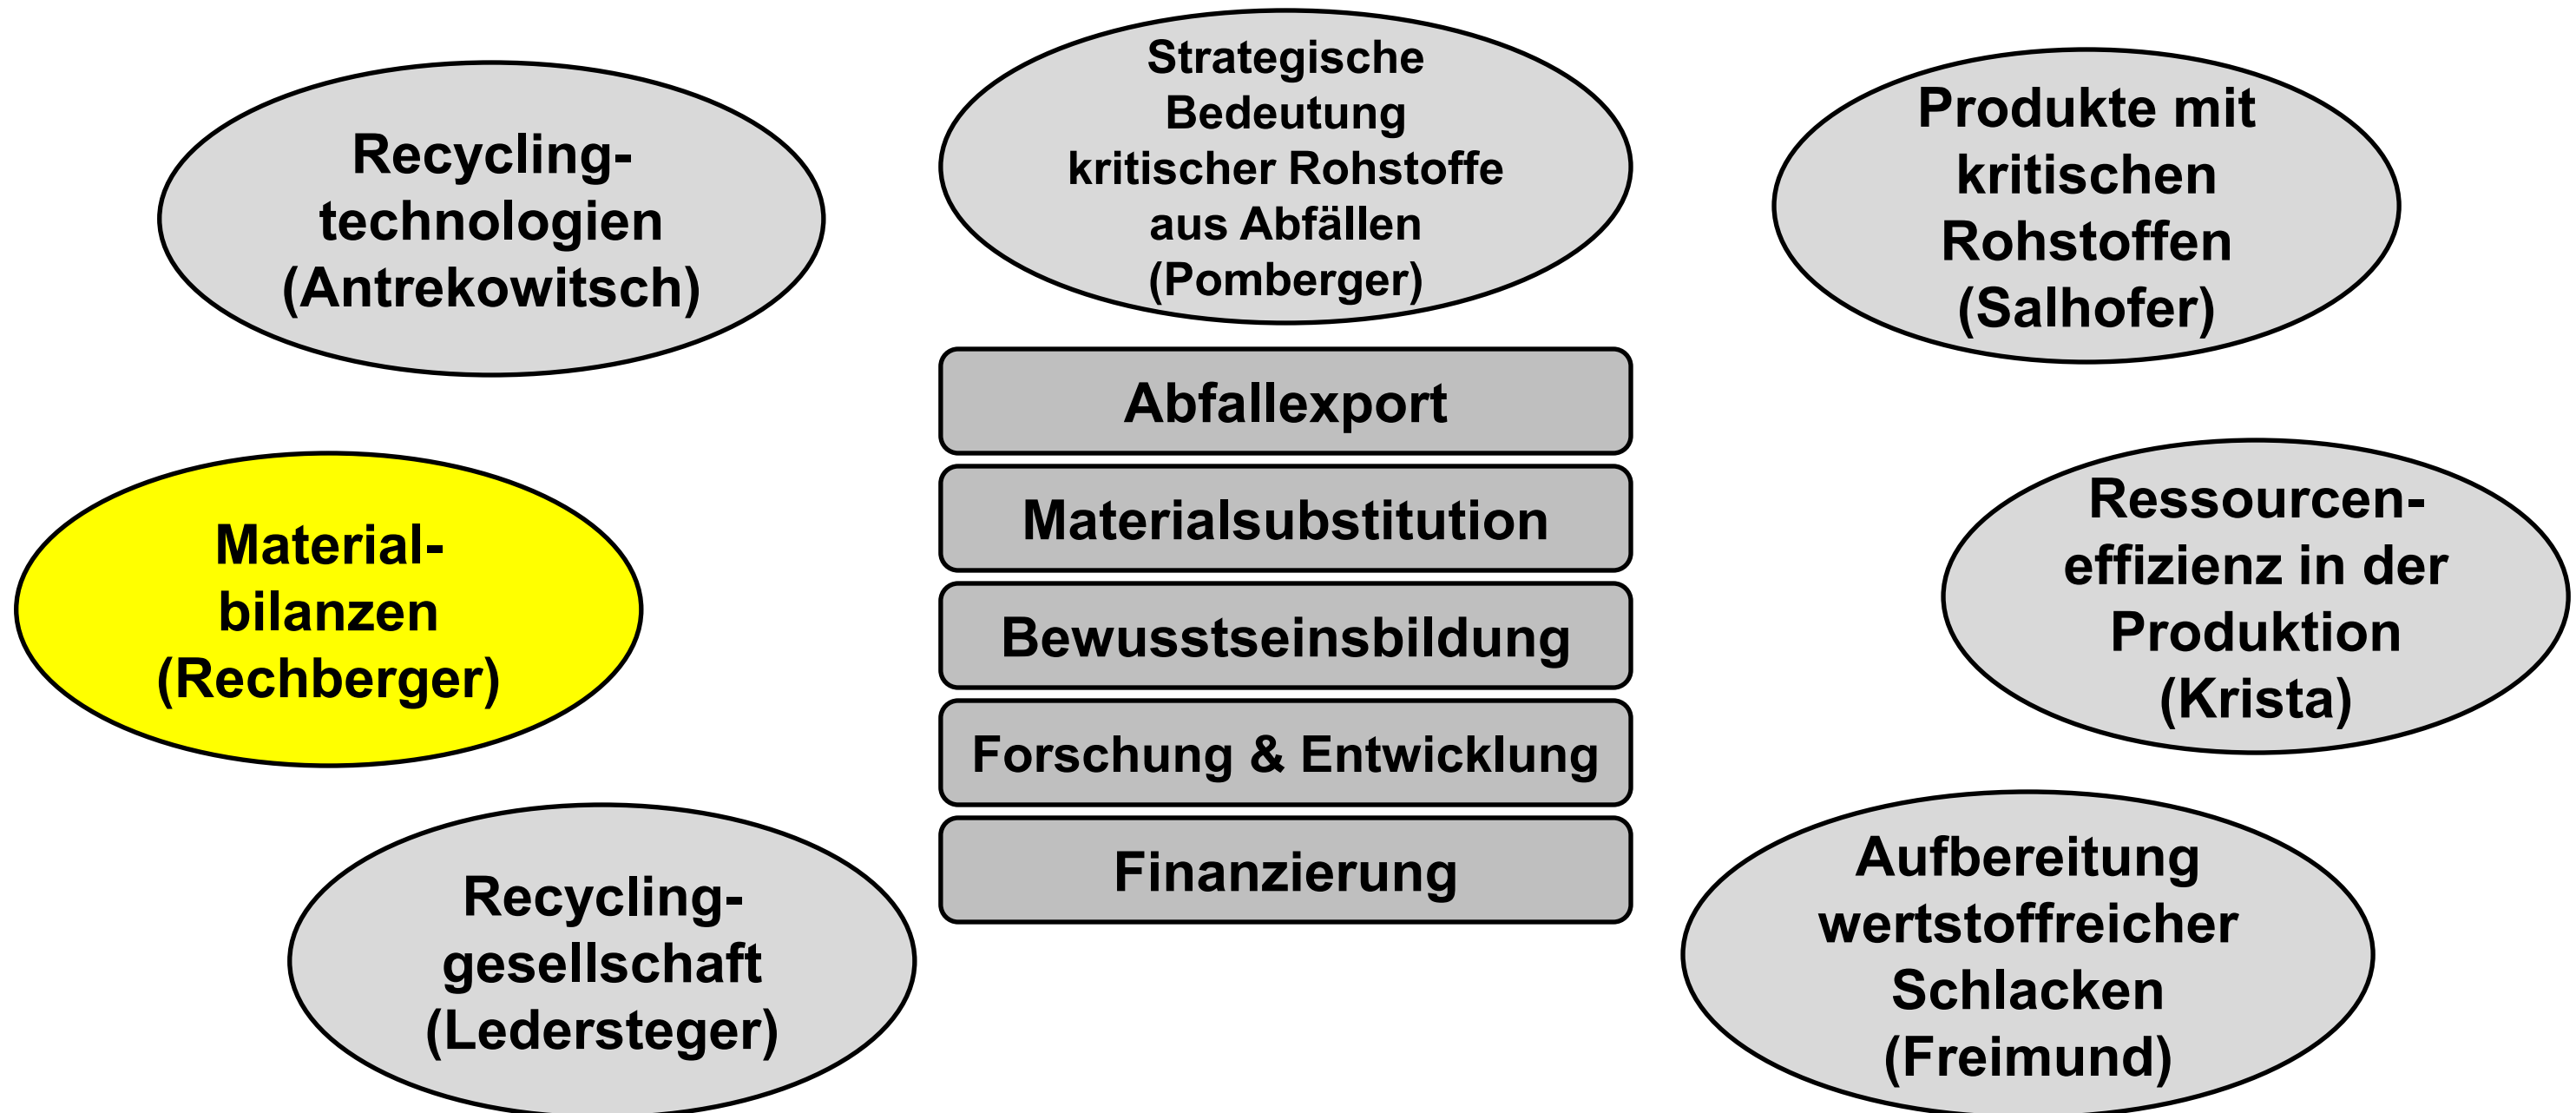 Strategische
Bedeutung
kritischer Rohstoffe
aus Abfällen
(Pomberger)
Recycling-
technologien
(Antrekowitsch)
Produkte mit
kritischen
Rohstoffen
(Salhofer)
Abfallexport
Materialsubstitution
Bewusstseinsbildung
Forschung & Entwicklung
Finanzierung
Material-
bilanzen
(Rechberger)
Ressourcen-
effizienz in der
Produktion
(Krista)
Recycling-
gesellschaft
(Ledersteger)
Aufbereitung
wertstoffreicher
Schlacken
(Freimund)